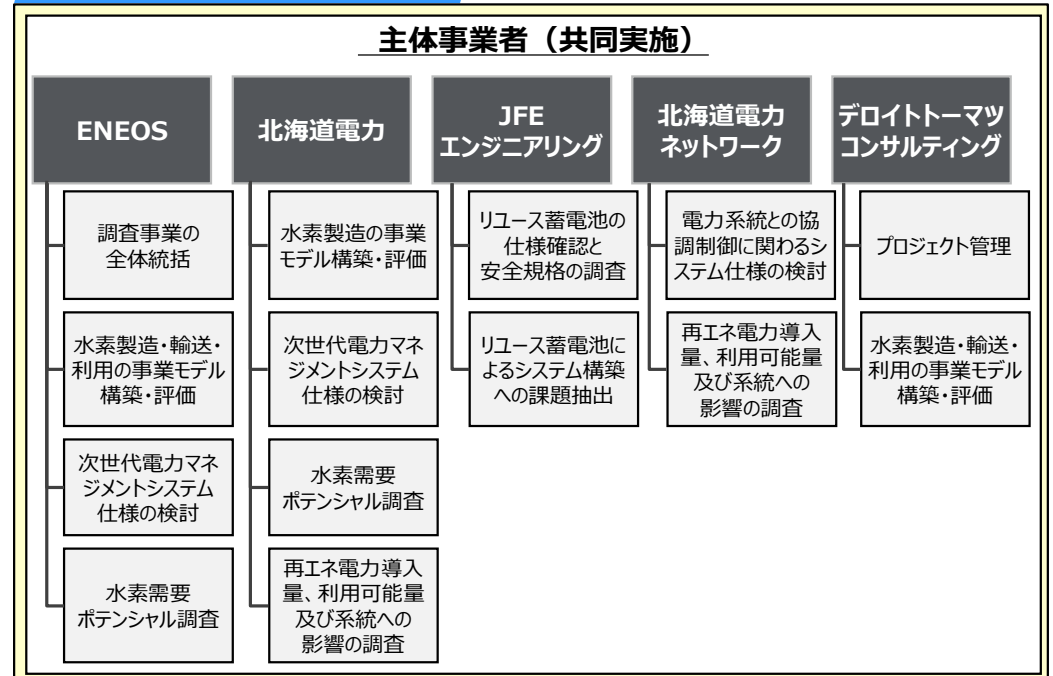 主体事業者（共同実施）
ENEOS
調査事業の
全体統括
水素製造・輸送・
利用の事業モデル
構築・評価
次世代電力マネ
ジメントシステム
仕様の検討
水素需要
ポテンシャル調査
北海道電力
水素製造の事業
モデル構築・評価
次世代電力マネ
ジメントシステム
仕様の検討
水素需要
ポテンシャル調査
再エネ電力導入
量、利用可能量
及び系統への
影響の調査
JFE
エンジニアリング
リユース蓄電池の
仕様確認と
安全規格の調査
リユース蓄電池に
よるシステム構築
への課題抽出
北海道電力
ネットワーク
電力系統との協
調制御に関わるシ
ステム仕様の検討
再エネ電力導入
量、利用可能量
及び系統への
影響の調査
デロイトトーマツ
コンサルティング
プロジェクト管理
水素製造・輸送・
利用の事業モデル
構築・評価